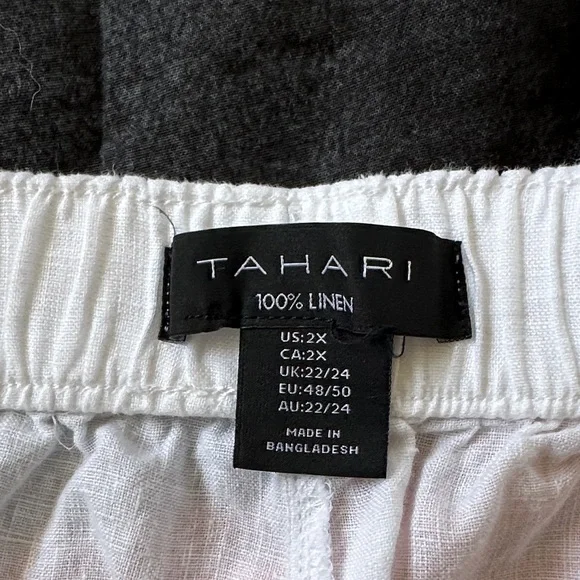 TAHARI
100% LINEN
US:2X
CA:2X
UK:22/24
EU:48/50
AU:22/24
MADE IN
BANGLADESH